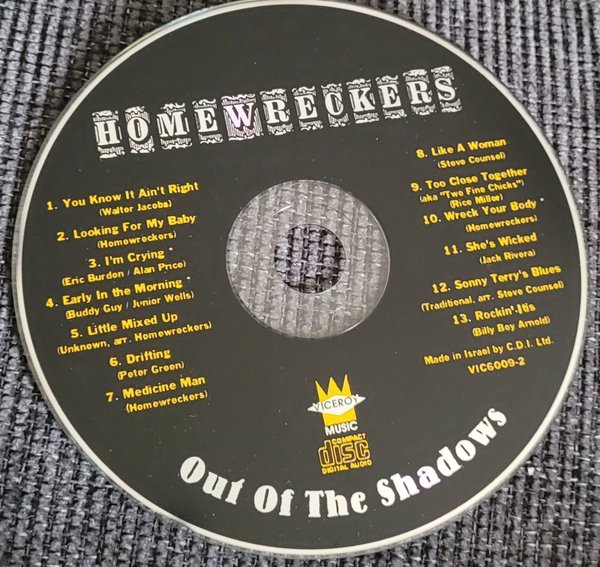 HOMEWRECKERS
1. You Know It Ain't Right
(Walter Jacobs)
2. Looking For My Baby
(Homewreckers)
3. I'm Crying
(Eric Burdon / Alan Price)
4. Early In the Morning
(Buddy Guy / Junior Wells)
5. Little Mixed Up
(Unknown, arr. Homewreckers)
6. Drifting
(Peter Green)
7. Medicine Man
(Homewreckers)
8. Like A Woman
(Steve Counsel)
9. Too Close Together
(aka "Two Fine Chicks")
(Rice Miller)
10. Wreck Your Body
(Homewreckers)
11. She's Wicked
(Jack Rivera)
12. Sonny Terry's Blues
(Traditional, arr. Steve Counsel)
13. Rockin' Itis
(Billy Boy Arnold)
Made in Israel by C.D.I. Ltd.
VIC6009-2
VICEROY
MUSIC
COMPACT
disc
DIGITAL AUDIO
Out Of The Shadows